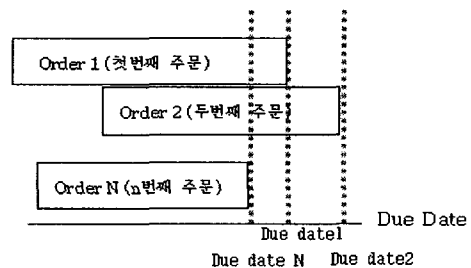 Order 1 (첫번째 주문)
Order 2 (두번째 주문)
Order N (n번째 주문)
Due Date
Due date1
Due date N Due date2